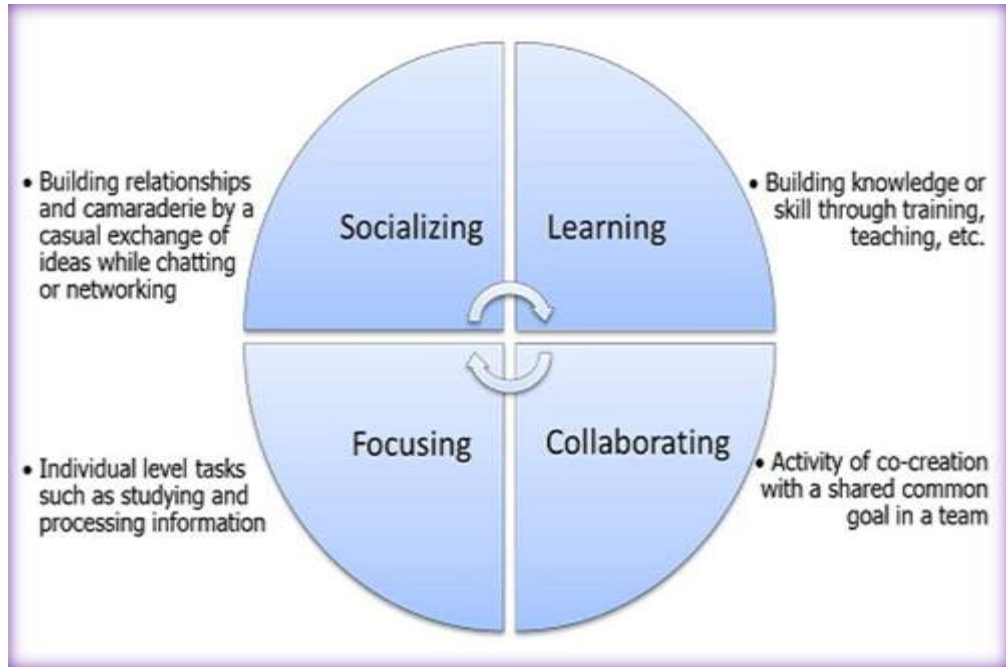 Socializing
• Building relationships
and camaraderie by a
casual exchange of
ideas while chatting
or networking
Learning
• Building knowledge or
skill through training,
teaching, etc.
Focusing
• Individual level tasks
such as studying and
processing information
Collaborating
• Activity of co-creation
with a shared common
goal in a team